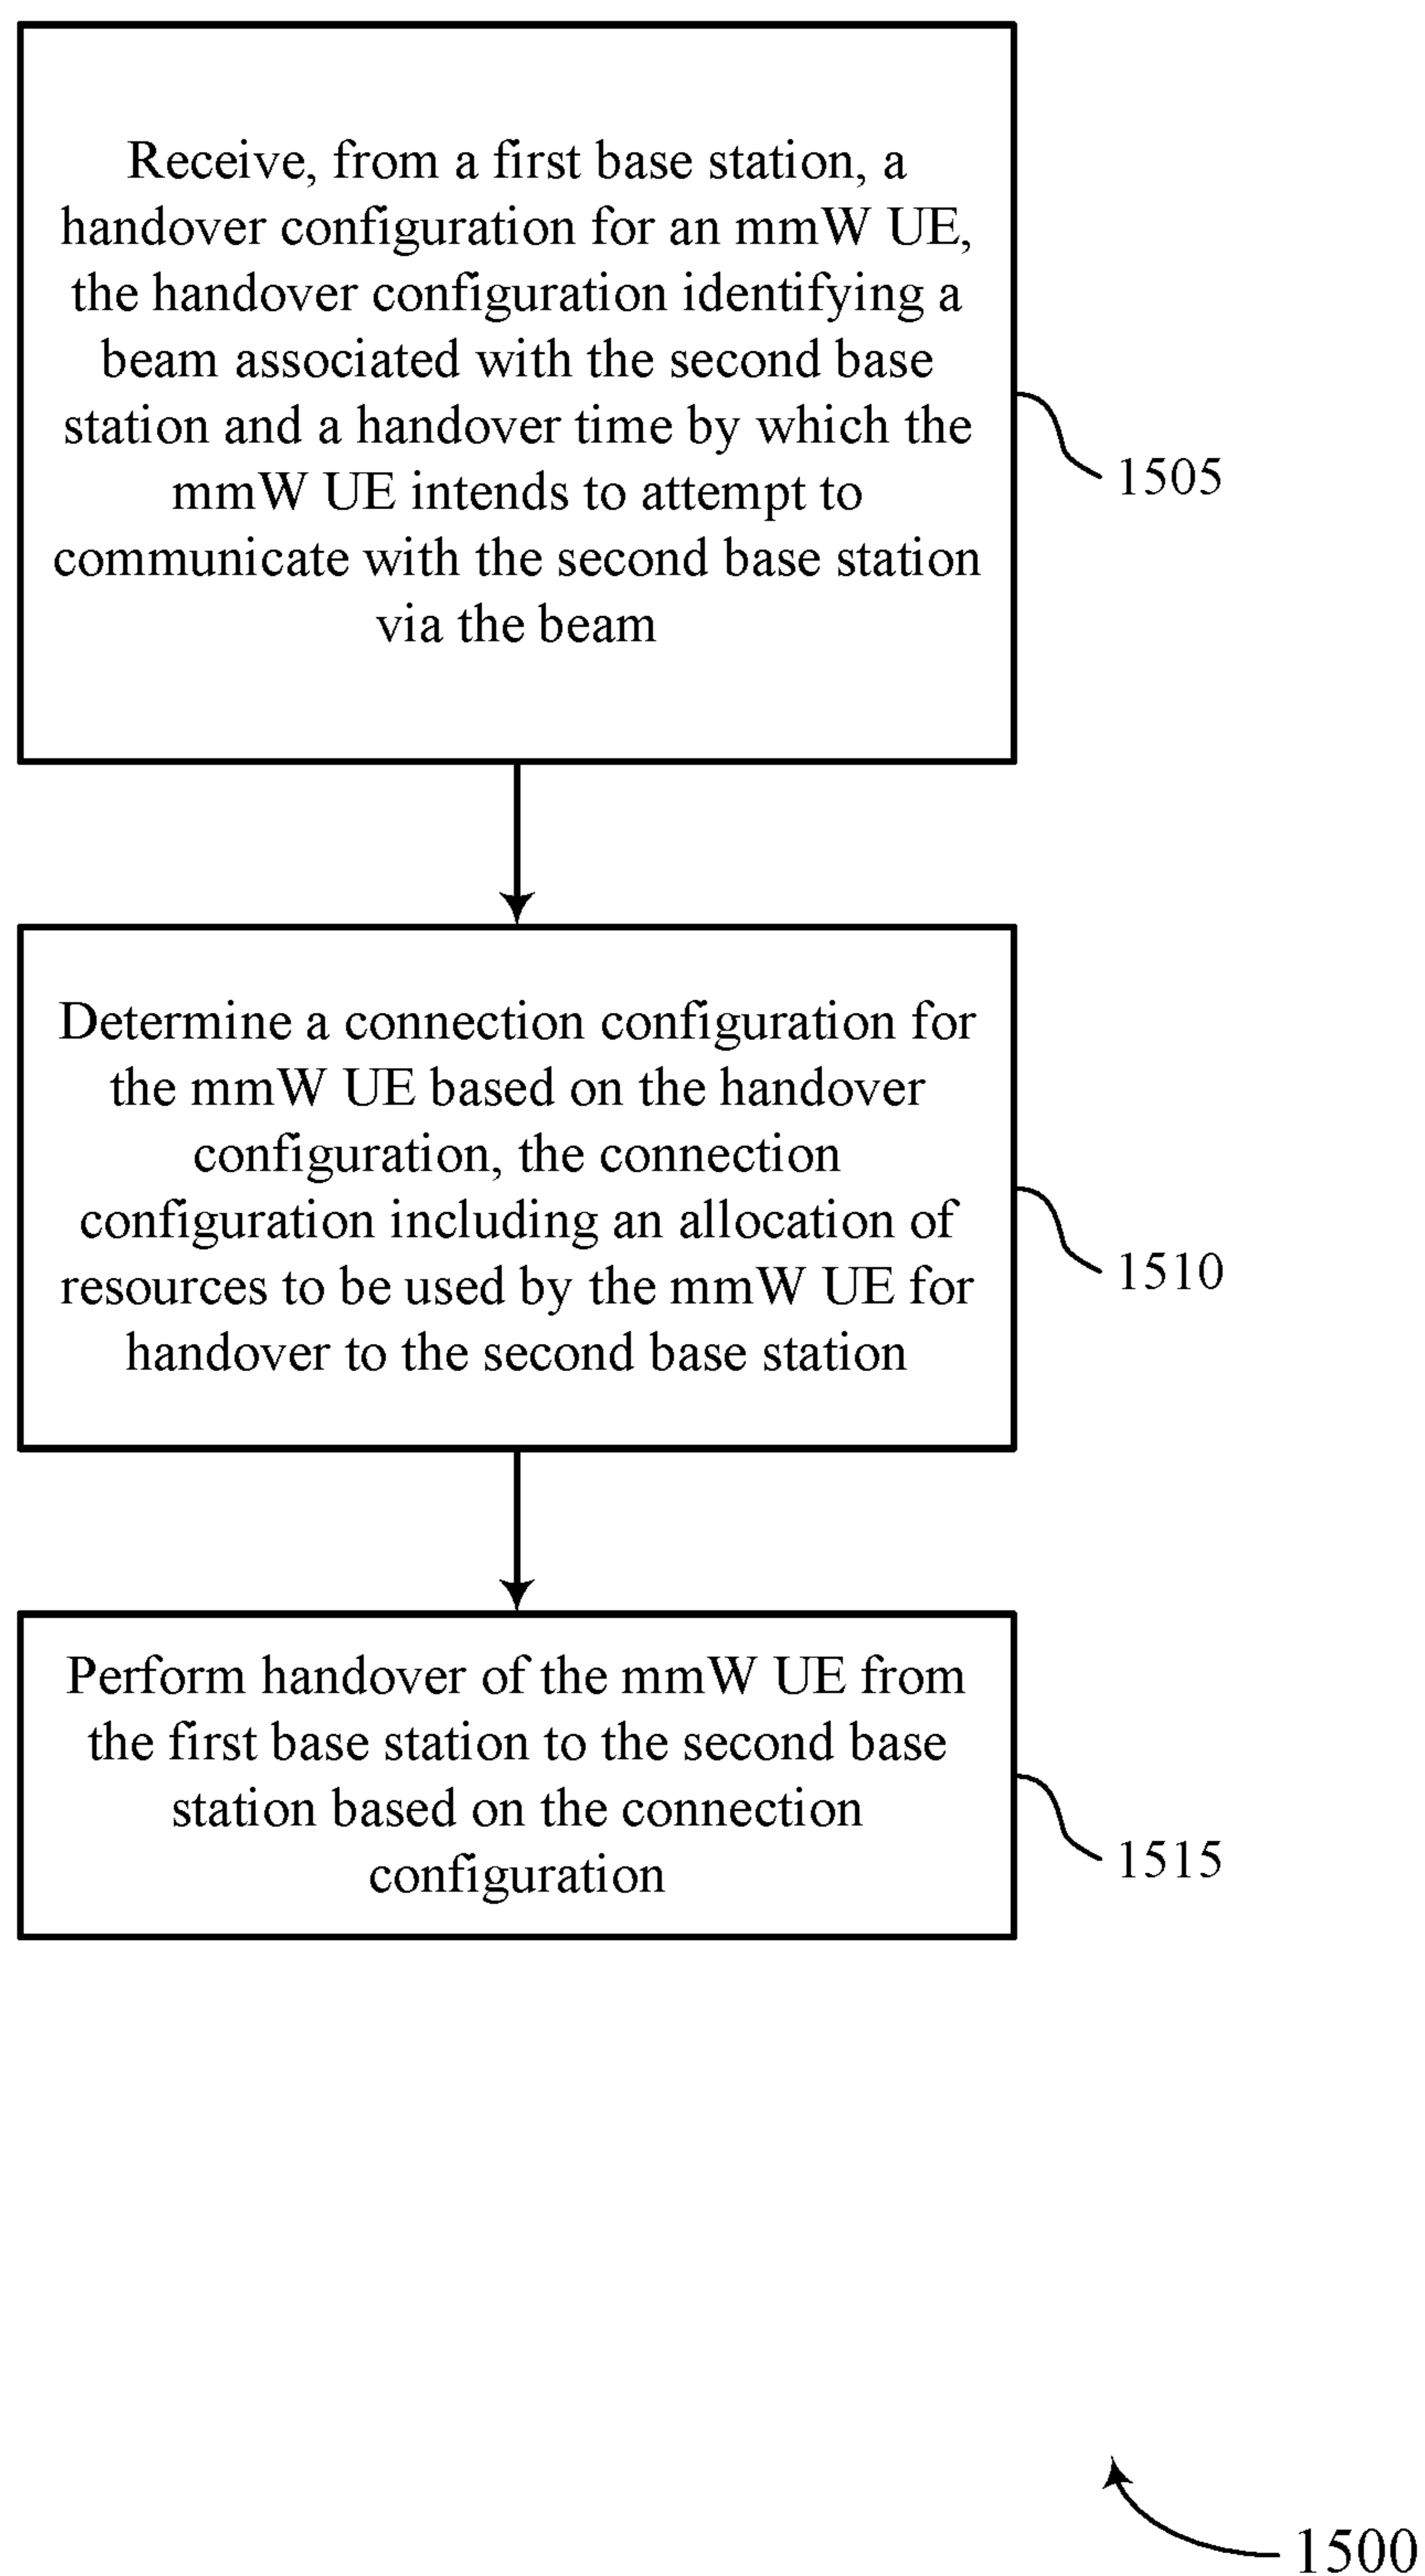 Receive, from a first base station, a
handover configuration for an mmW UE,
the handover configuration identifying a
beam associated with the second base
station and a handover time by which the
mmW UE intends to attempt to
communicate with the second base station
via the beam
1505
Determine a connection configuration for
the mmW UE based on the handover
configuration, the connection
configuration including an allocation of
resources to be used by the mmW UE for
handover to the second base station
1510
Perform handover of the mmW UE from
the first base station to the second base
station based on the connection
configuration
1515
1500